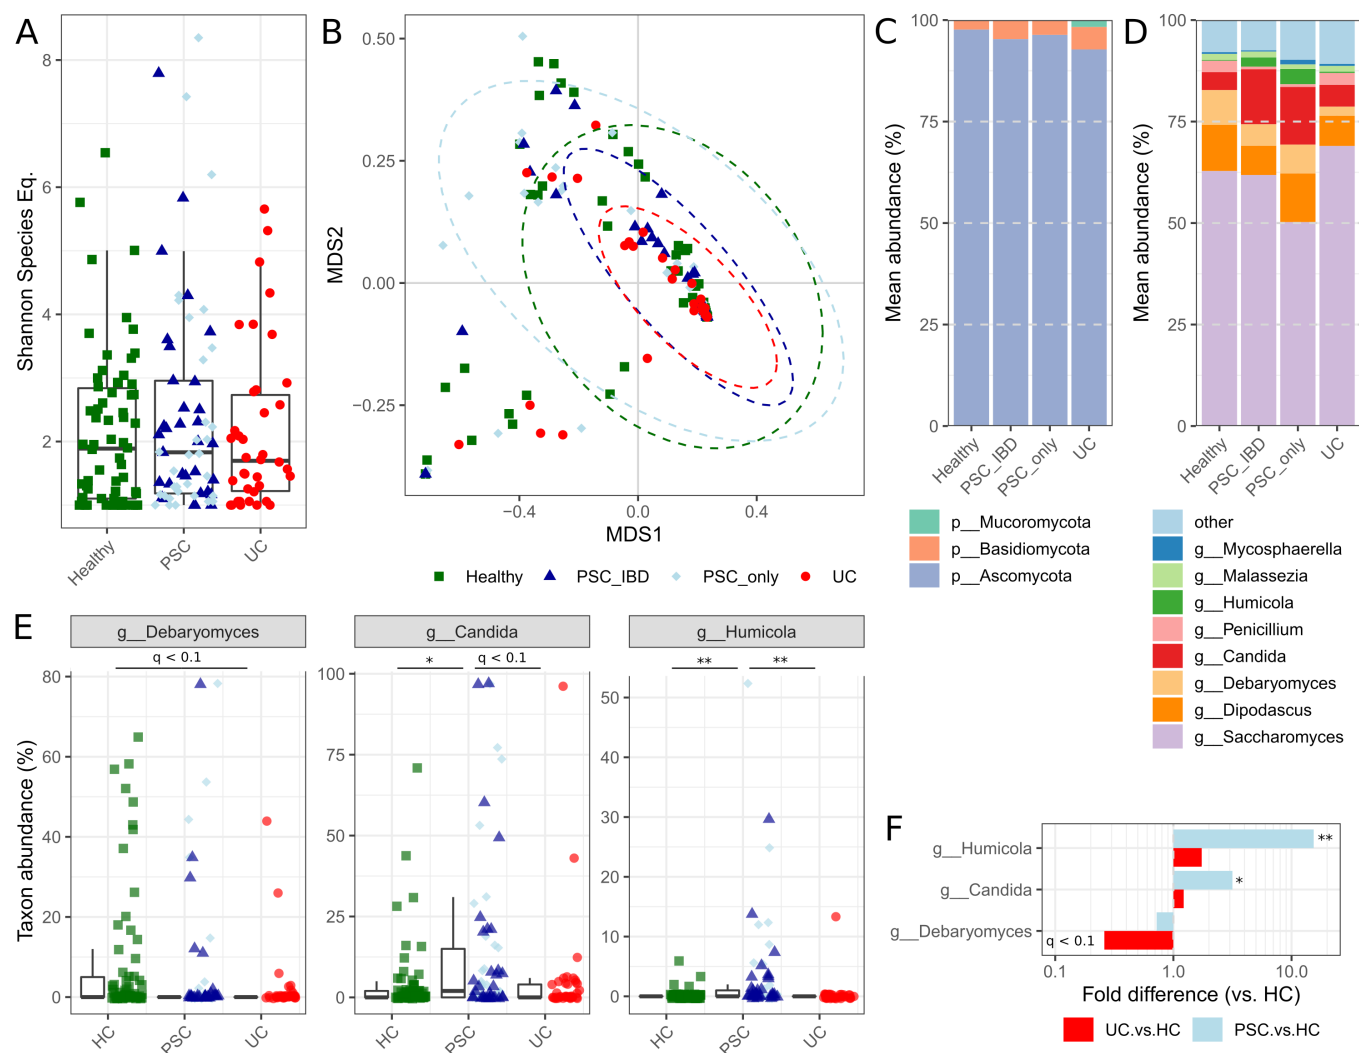 A
Shannon Species Eq.
8
6
4
2
Healthy
PSC
UC
B
MDS2
0.50
0.25
0.00
−0.25
−0.4
0.0
0.4
MDS1
Healthy
PSC_IBD
PSC_only
UC
C
Mean abundance (%)
100
75
50
25
0
Healthy
PSC_IBD
PSC_only
UC
p__Mucoromycota
p__Basidiomycota
p__Ascomycota
D
Mean abundance (%)
100
75
50
25
0
Healthy
PSC_IBD
PSC_only
UC
other
g__Mycosphaerella
g__Malassezia
g__Humicola
g__Penicillium
g__Candida
g__Debaryomyces
g__Dipodascus
g__Saccharomyces
E
Taxon abundance (%)
g__Debaryomyces
q < 0.1
80
60
40
20
0
HC
PSC
UC
g__Candida
*
q < 0.1
100
75
50
25
0
HC
PSC
UC
g__Humicola
**
**
50
40
30
20
10
0
HC
PSC
UC
F
g__Humicola
**
g__Candida
*
g__Debaryomyces
q < 0.1
0.1
1.0
10.0
Fold difference (vs. HC)
UC.vs.HC
PSC.vs.HC